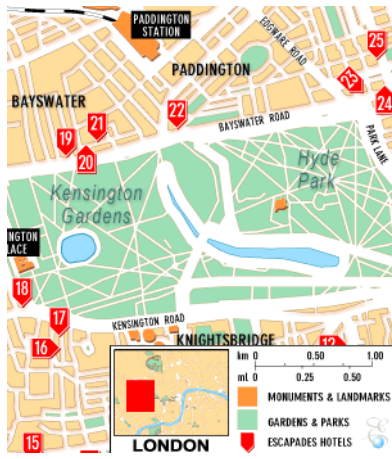 PADDINGTON
STATION
EDGWARE ROAD
25
PADDINGTON
23
BAYSWATER
22
24
21
BAYSWATER ROAD
19
20
PARK LANE
Hyde
Park
Kensington
Gardens
NGTON
LACE
18
17
KENSINGTON ROAD
16
KNIGHTSBRIDGE
km 0 0.50 1.00
ml 0 0.25 0.50
MONUMENTS & LANDMARKS
GARDENS & PARKS
15
ESCAPADES HOTELS
LONDON